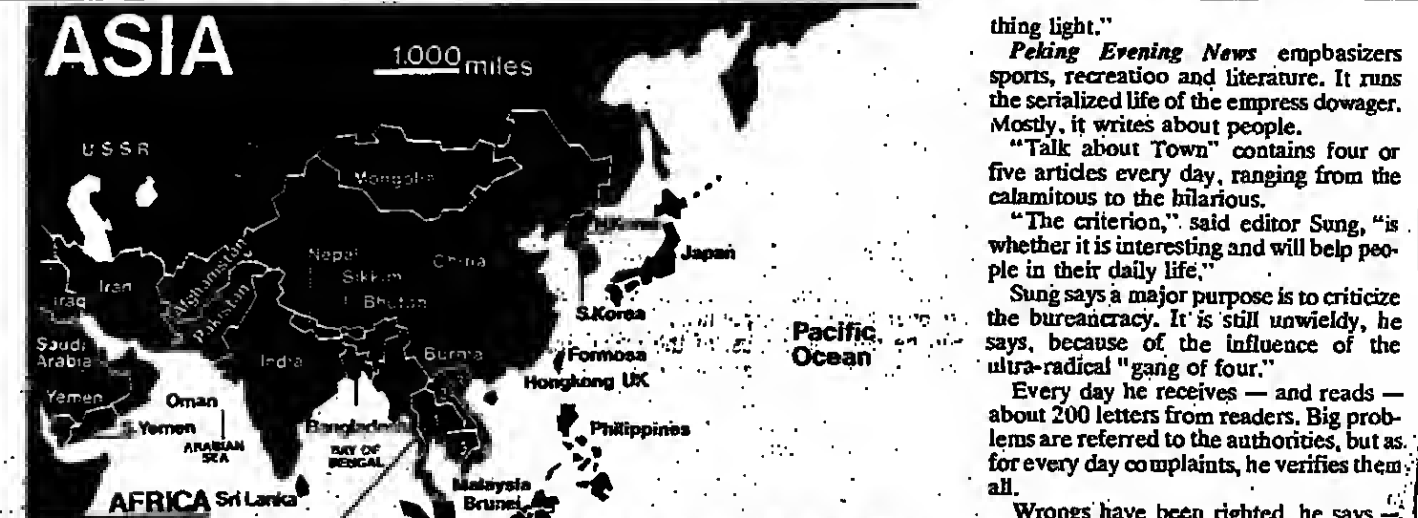 ASIA
1.000 miles
USSR
Mongolia
Nepal
Sikkim
Bhutan
China
N.Korea
Japan
S.Korea
Afghanistan
Pakistan
Iran
Iraq
Saudi
Arabia
Yemen
S.Yemen
Oman
ARABIAN
SEA
India
Bangladesh
BAY OF
BENGAL
Burma
Formosa
Hongkong UK
Pacific
Ocean
Philippines
Malaysia
Brunei
AFRICA
Sri Lanka
thing light."
Peking Evening News empbasizers
sports, recreatioo and literature. It runs
the serialized life of the empress dowager.
Mostly, it writes about people.
"Talk about Town" contains four or
five articles every day, ranging from the
calamitous to the hilarious.
"The criterion," said editor Sung, "is
whether it is interesting and will belp peo-
ple in their daily life."
Sung says a major purpose is to criticize
the bureaucracy. It is still unwieldy, he
says, because of the influence of the
ultra-radical "gang of four."
Every day he receives — and reads —
about 200 letters from readers. Big prob-
lems are referred to the authorities, but as
for every day complaints, he verifies them
all.
Wrongs have been righted, he says —